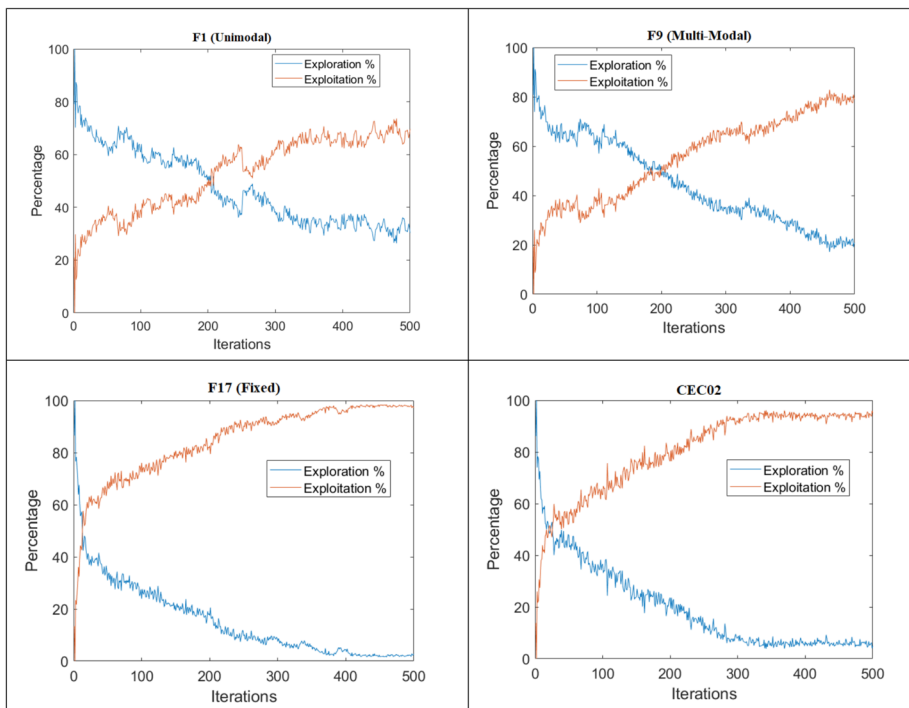 F1 (Unimodal)
100
80
60
40
20
0
Percentage
Exploration %
Exploitation %
0 100 200 300 400 500
Iterations
F9 (Multi-Modal)
100
80
60
40
20
0
Percentage
Exploration %
Exploitation %
0 100 200 300 400 500
Iterations
F17 (Fixed)
100
80
60
40
20
0
Percentage
Exploration %
Exploitation %
0 100 200 300 400 500
Iterations
CEC02
100
80
60
40
20
0
Percentage
Exploration %
Exploitation %
0 100 200 300 400 500
Iterations